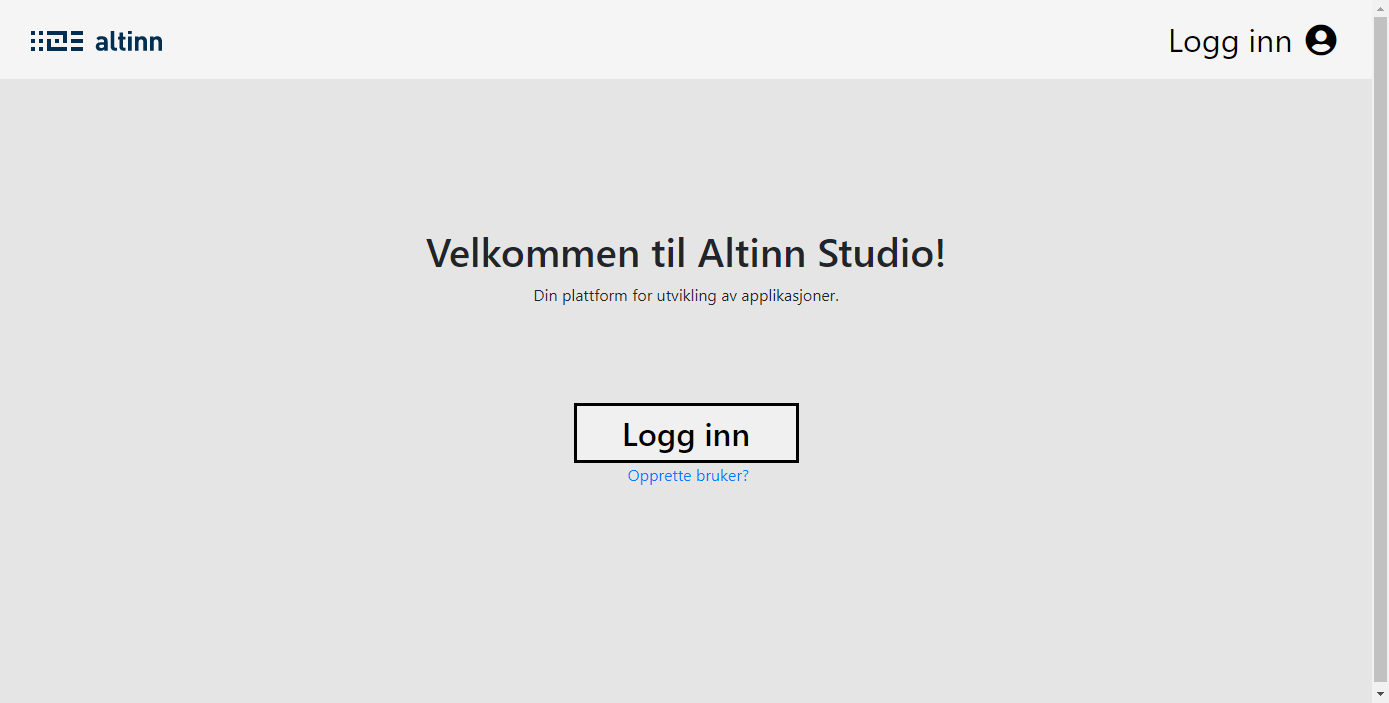 altinn
Logg inn
Velkommen til Altinn Studio!
Din plattform for utvikling av applikasjoner.
Logg inn
Opprette bruker?